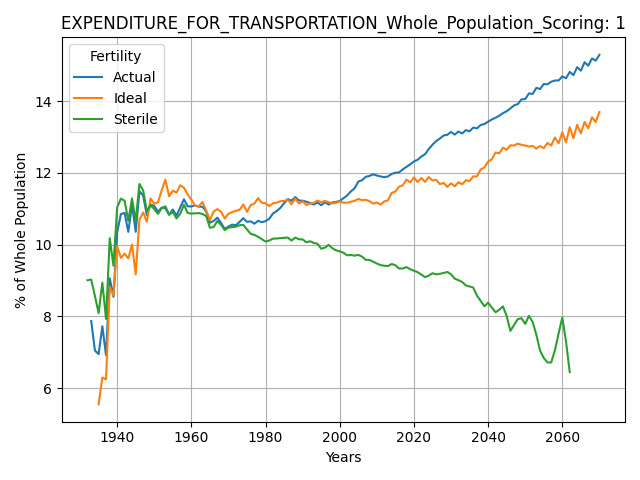 EXPENDITURE_FOR_TRANSPORTATION_Whole_Population_Scoring: 1
Fertility
Actual
Ideal
Sterile
% of Whole Population
14
12
10
8
6
1940 1960 1980 2000 2020 2040 2060
Years